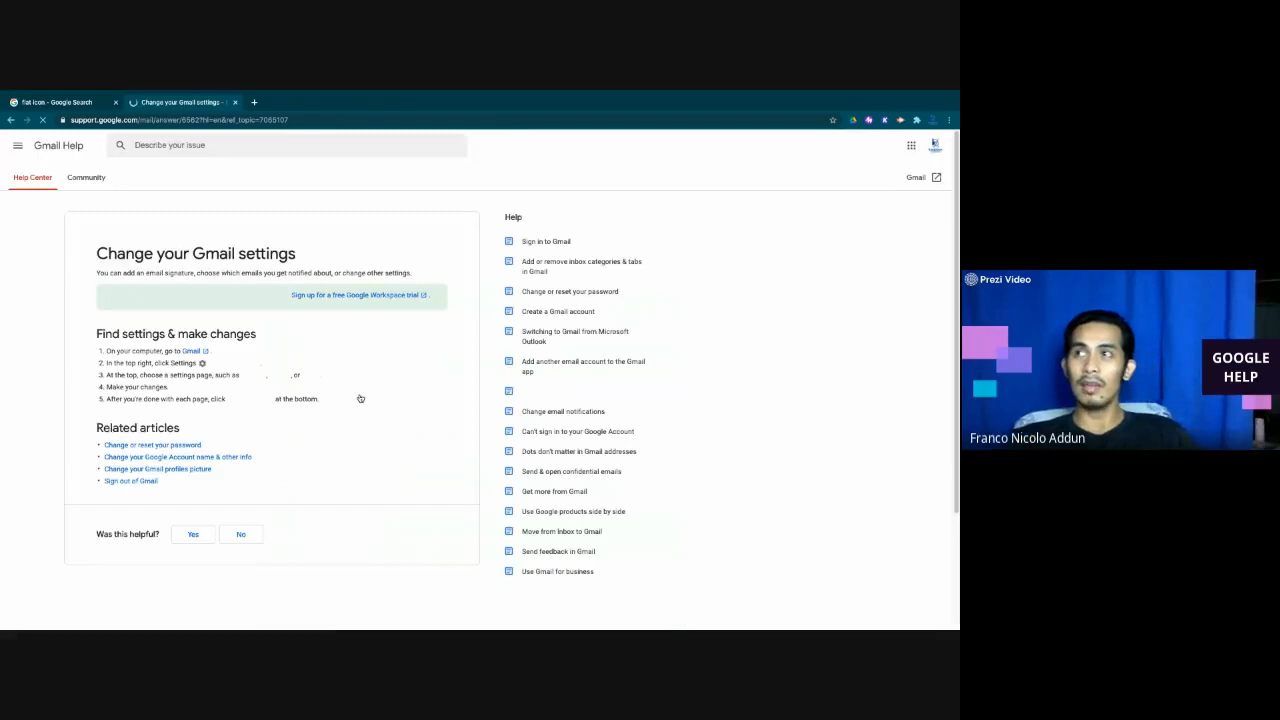 flat icon - Google Search
Change your Gmail settings -
support.google.com/mail/answer/6562?hl=en&ref_topic=7065107
Gmail Help
Describe your issue
Help Center
Community
Gmail
Change your Gmail settings
You can add an email signature, choose which emails you get notified about, or change other settings.
Sign up for a free Google Workspace trial .
Find settings & make changes
1. On your computer, go to Gmail .
2. In the top right, click Settings .
3. At the top, choose a settings page, such as , , or .
4. Make your changes.
5. After you're done with each page, click at the bottom.
Related articles
• Change or reset your password
• Change your Google Account name & other info
• Change your Gmail profiles picture
• Sign out of Gmail
Was this helpful?
Yes
No
Help
Sign in to Gmail
Add or remove inbox categories & tabs
in Gmail
Change or reset your password
Create a Gmail account
Switching to Gmail from Microsoft
Outlook
Add another email account to the Gmail
app
Change email notifications
Can't sign in to your Google Account
Dots don't matter in Gmail addresses
Send & open confidential emails
Get more from Gmail
Use Google products side by side
Move from Inbox to Gmail
Send feedback in Gmail
Use Gmail for business
Prezi Video
GOOGLE
HELP
Franco Nicolo Addun